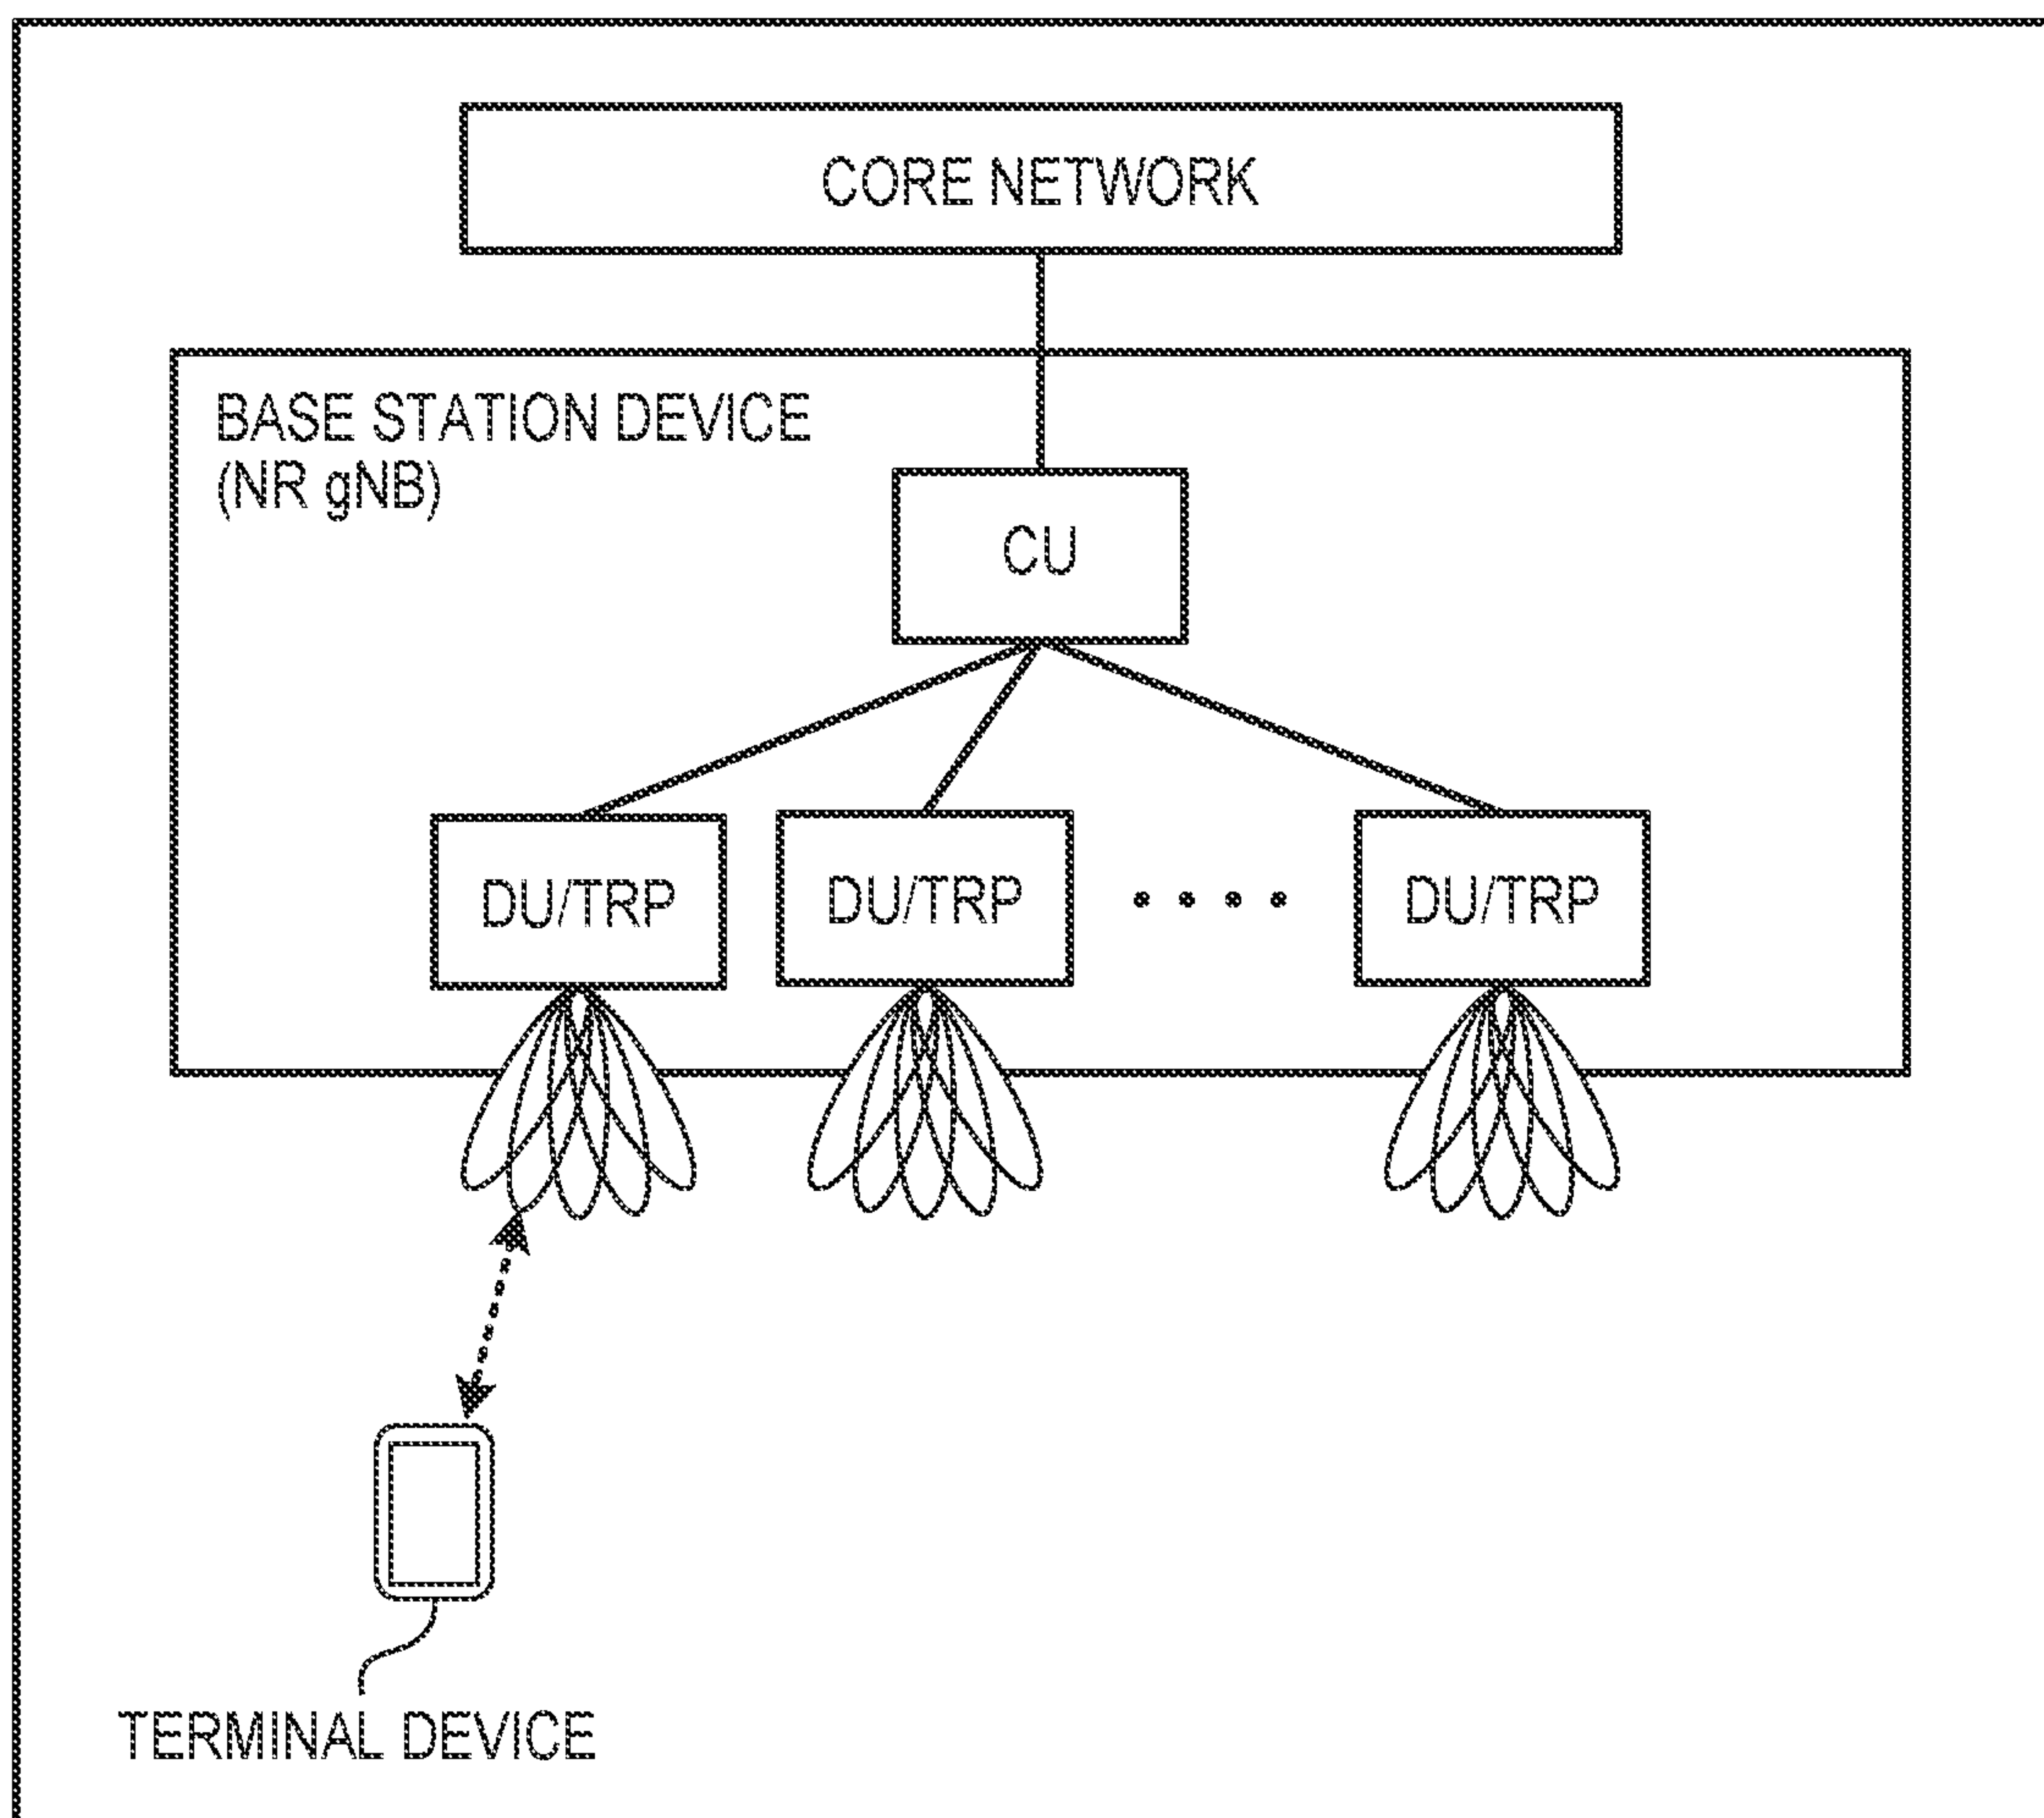 CORE NETWORK
BASE STATION DEVICE
(NR gNB)
CU
DU/TRP
DU/TRP
DU/TRP
TERMINAL DEVICE